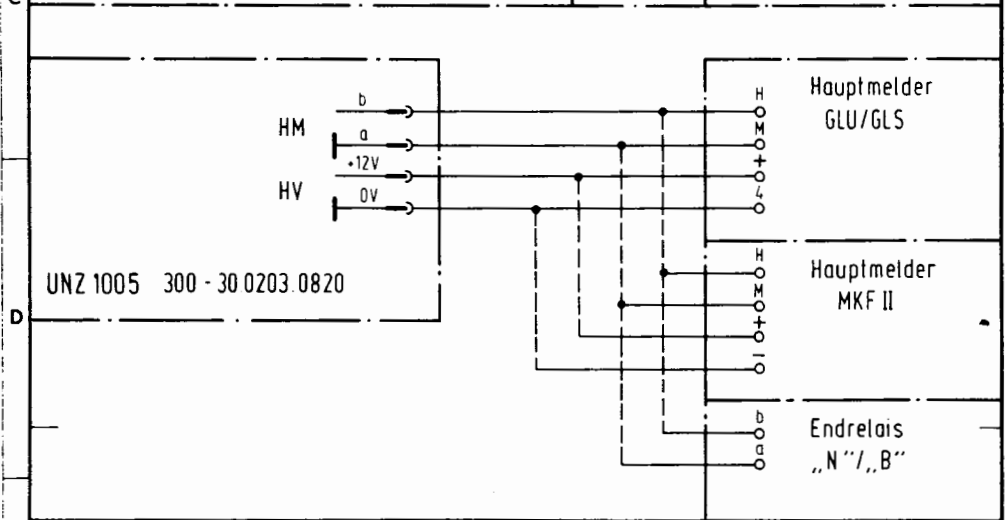 C
b
HM
a
+12V
HV
0V
UNZ 1005 300 - 30.0203.0820
D
H
Hauptmelder
M
GLU/GLS
+
4
H
Hauptmelder
M
MKF II
+
–
b
Endrelais
a
„N“/„B“